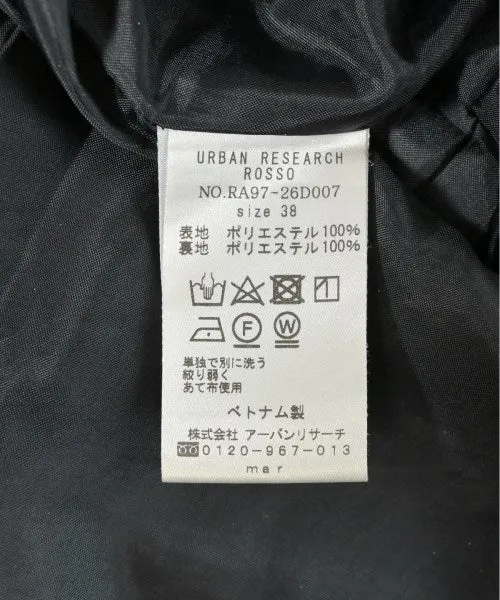 URBAN RESEARCH
ROSSO
NO.RA97-26D007
size 38
表地 ポリエステル100%
裏地 ポリエステル100%
F W
単独で別に洗う
絞り弱く
あて布使用
ベトナム製
株式会社 アーバンリサーチ
0120-967-013
mar